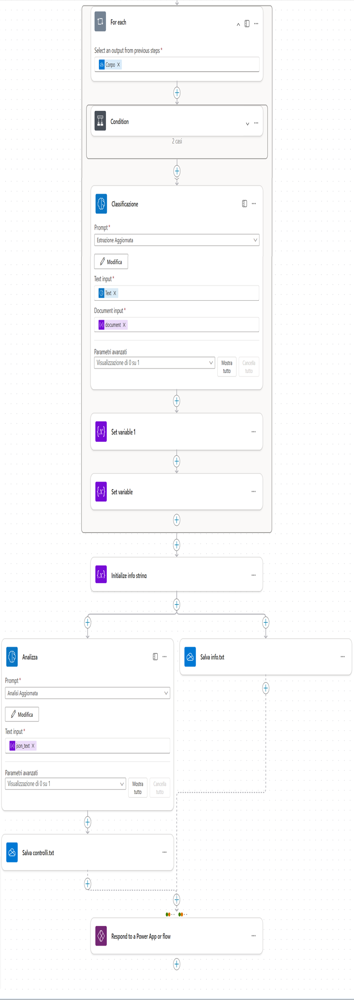 For each
Select an output from previous steps *
Corpo
Condition
2 casi
Classificazione
Prompt *
Estrazione Aggiornata
Modifica
Text input *
Text
Document input *
{x} document
Parametri avanzati
Visualizzazione di 0 su 1
Mostra
tutto
Cancella
tutto
{x} Set variable 1
{x} Set variable
{x} Initialize info string
Analizza
Salva info.txt
Prompt *
Analisi Aggiornata
Modifica
Text input *
{x} json_text
Parametri avanzati
Visualizzazione di 0 su 1
Mostra
tutto
Cancella
tutto
Salva controlli.txt
Respond to a Power App or flow